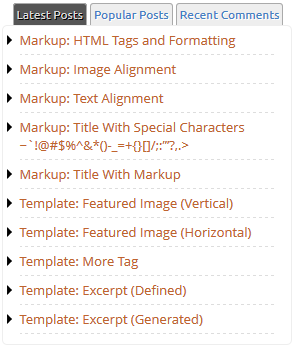 Latest Posts Popular Posts Recent Comments
Markup: HTML Tags and Formatting
Markup: Image Alignment
Markup: Text Alignment
Markup: Title With Special Characters
~`!@#$%^&*()-_=+{}[]/;:'"?,.>
Markup: Title With Markup
Template: Featured Image (Vertical)
Template: Featured Image (Horizontal)
Template: More Tag
Template: Excerpt (Defined)
Template: Excerpt (Generated)